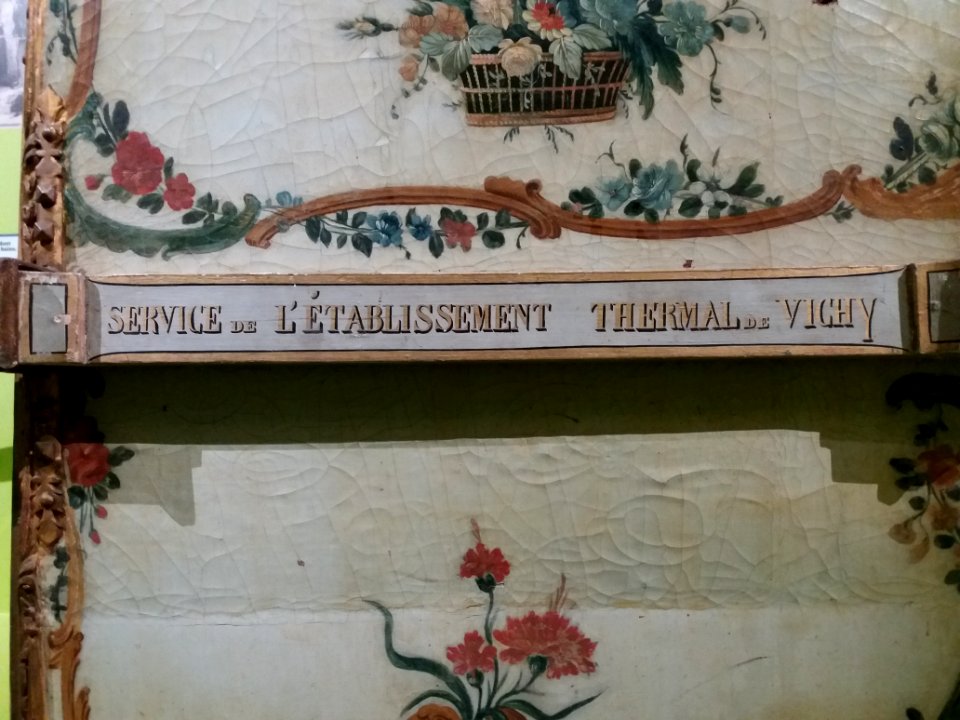 SERVICE DE L'ÉTABLISSEMENT THERMAL DE VICHY